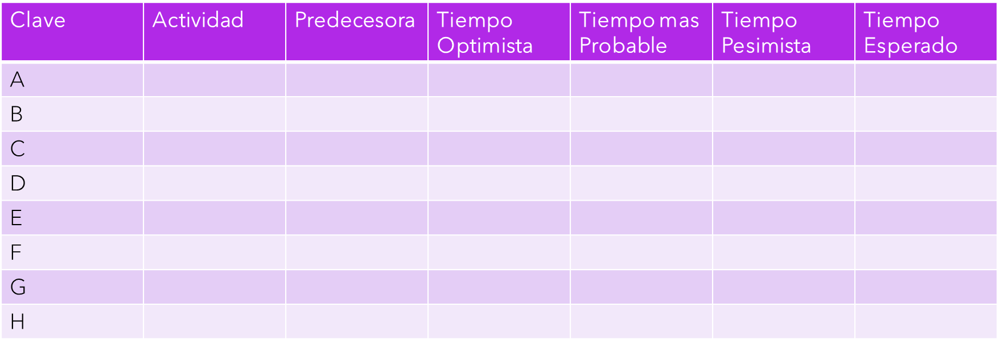 Clave
Actividad
Predecesora
Tiempo
Optimista
Tiempo mas
Probable
Tiempo
Pesimista
Tiempo
Esperado
A
B
C
D
E
F
G
H